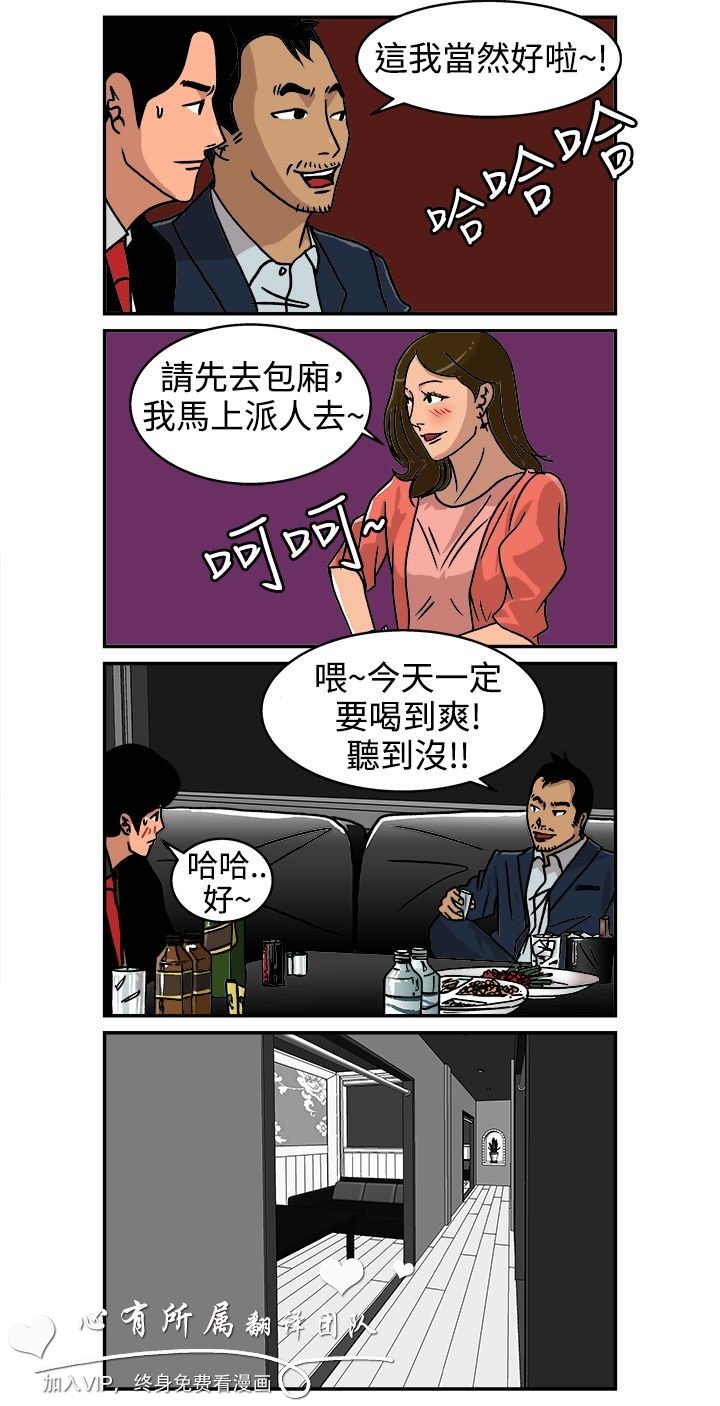 這我當然好啦~!
哈哈哈
請先去包廂,
我馬上派人去~
呵呵~
喂~今天一定
要喝到爽!
聽到沒!!
哈哈..
好~
心有所属翻译团队
加入VIP，终身免费看漫画